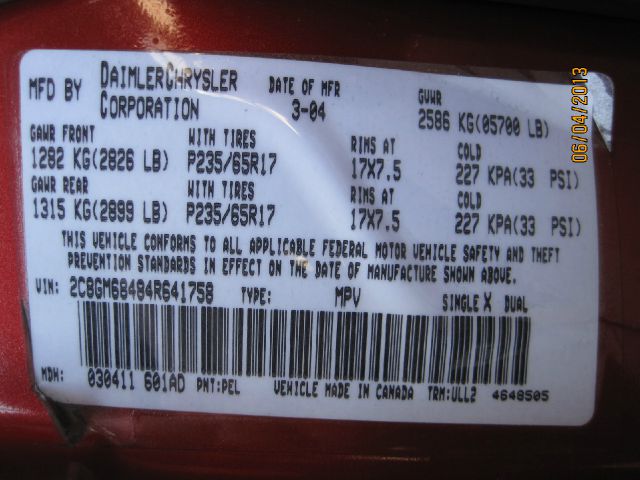 MFD BY DAIMLERCHRYSLER CORPORATION DATE OF MFR 3-04 GVWR 2586 KG(05700 LB)
GAWR FRONT WITH TIRES RIMS AT COLD
1282 KG(2826 LB) P235/65R17 17X7.5 227 KPA(33 PSI)
GAWR REAR WITH TIRES RIMS AT COLD
1315 KG(2899 LB) P235/65R17 17X7.5 227 KPA(33 PSI)
THIS VEHICLE CONFORMS TO ALL APPLICABLE FEDERAL MOTOR VEHICLE SAFETY AND THEFT
PREVENTION STANDARDS IN EFFECT ON THE DATE OF MANUFACTURE SHOWN ABOVE.
VIN: 2C8GM68484R641758 TYPE: MPV SINGLE X DUAL
MDH: 030411 601AD PNT:PEL VEHICLE MADE IN CANADA TRM:ULL2 4648505
06/04/2013